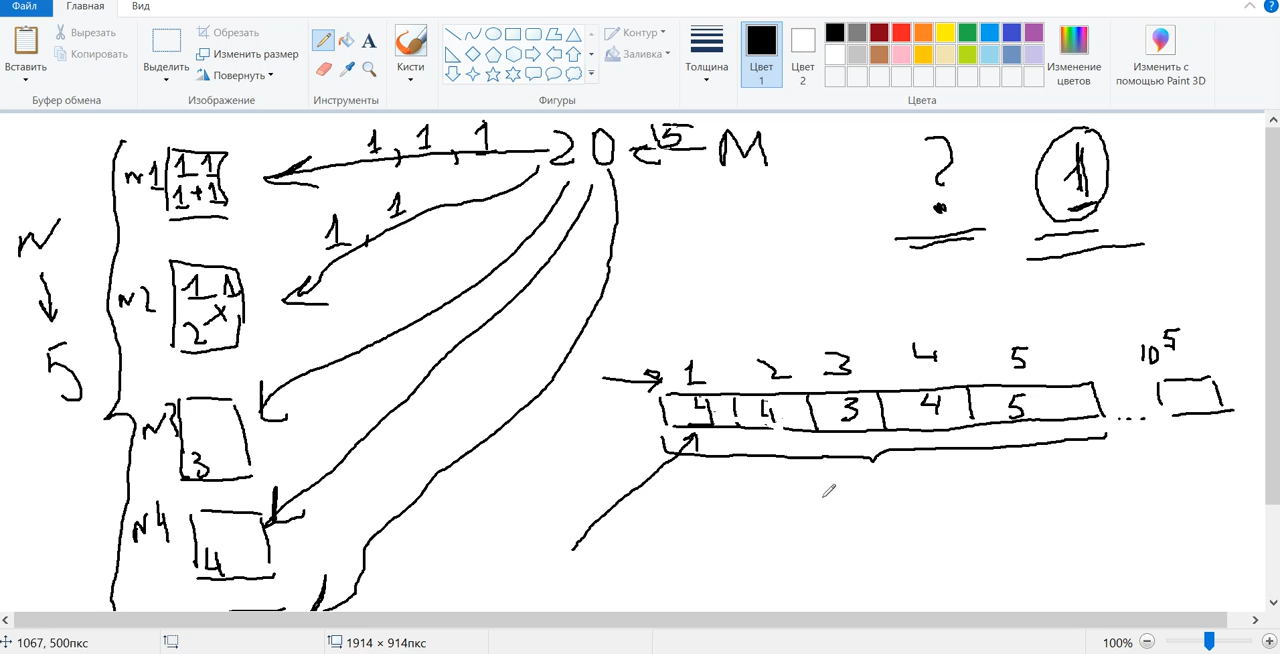 Файл Главная Вид
Вставить
Вырезать
Копировать
Буфер обмена
Выделить
Обрезать
Изменить размер
Повернуть
Изображение
A
Инструменты
Кисти
Контур
Заливка
Фигуры
Толщина
Цвет 1
Цвет 2
Изменение цветов
Цвета
Изменить с помощью Paint 3D
1, 1, 1 20 15 M ? 1
N1 1 1
1+1
N 1, 1
N2 1 1
2 x
5
1 2 3 4 5 10 5
4 4 3 4 5 ...
N3
3
N4
4
1067, 500пкс 1914 × 914пкс 100%